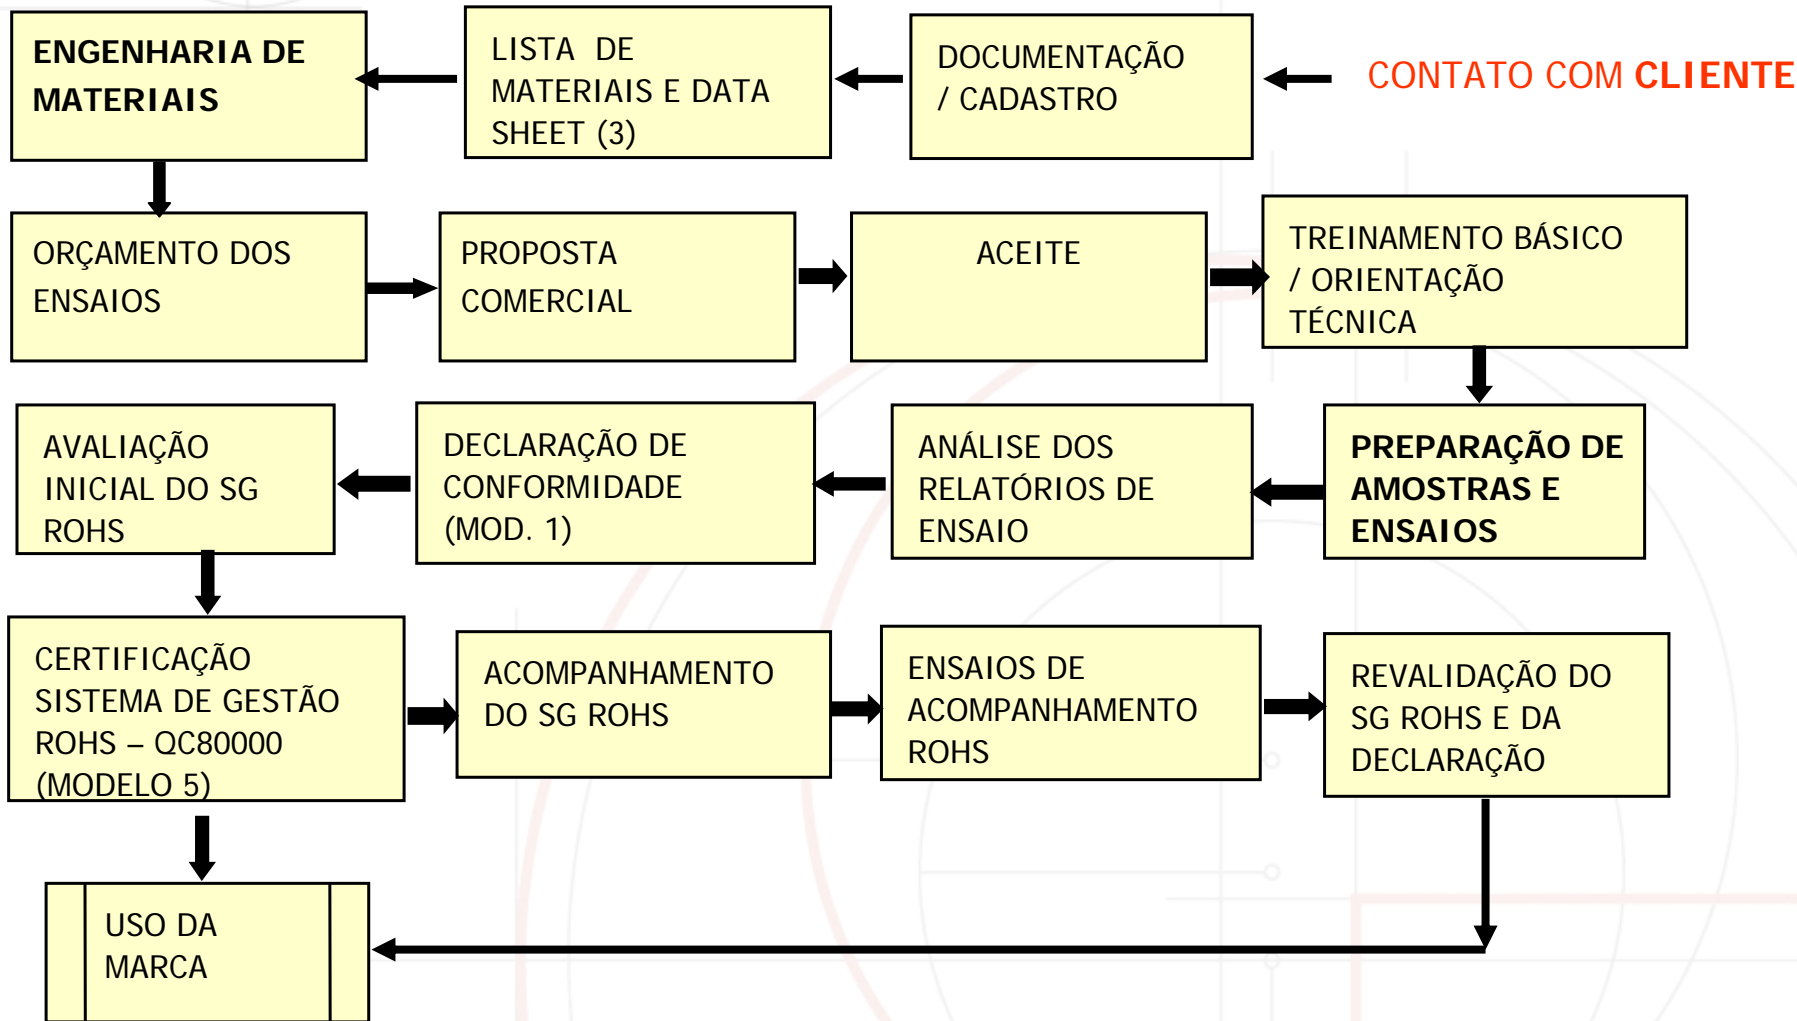 ENGENHARIA DE
MATERIAIS
LISTA DE
MATERIAIS E DATA
SHEET (3)
DOCUMENTAÇÃO
/ CADASTRO
CONTATO COM CLIENTE
ORÇAMENTO DOS
ENSAIOS
PROPOSTA
COMERCIAL
ACEITE
TREINAMENTO BÁSICO
/ ORIENTAÇÃO
TÉCNICA
AVALIAÇÃO
INICIAL DO SG
ROHS
DECLARAÇÃO DE
CONFORMIDADE
(MOD. 1)
ANÁLISE DOS
RELATÓRIOS DE
ENSAIO
PREPARAÇÃO DE
AMOSTRAS E
ENSAIOS
CERTIFICAÇÃO
SISTEMA DE GESTÃO
ROHS – QC80000
(MODELO 5)
ACOMPANHAMENTO
DO SG ROHS
ENSAIOS DE
ACOMPANHAMENTO
ROHS
REVALIDAÇÃO DO
SG ROHS E DA
DECLARAÇÃO
USO DA
MARCA